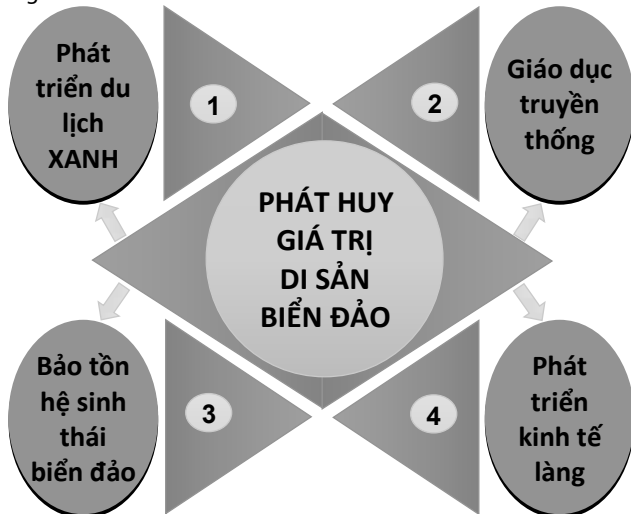 Phát
triển du
lịch
XANH
1
2
Giáo dục
truyền
thống
PHÁT HUY
GIÁ TRỊ
DI SẢN
BIỂN ĐẢO
Bảo tồn
hệ sinh
thái
biển đảo
3
4
Phát
triển
kinh tế
làng